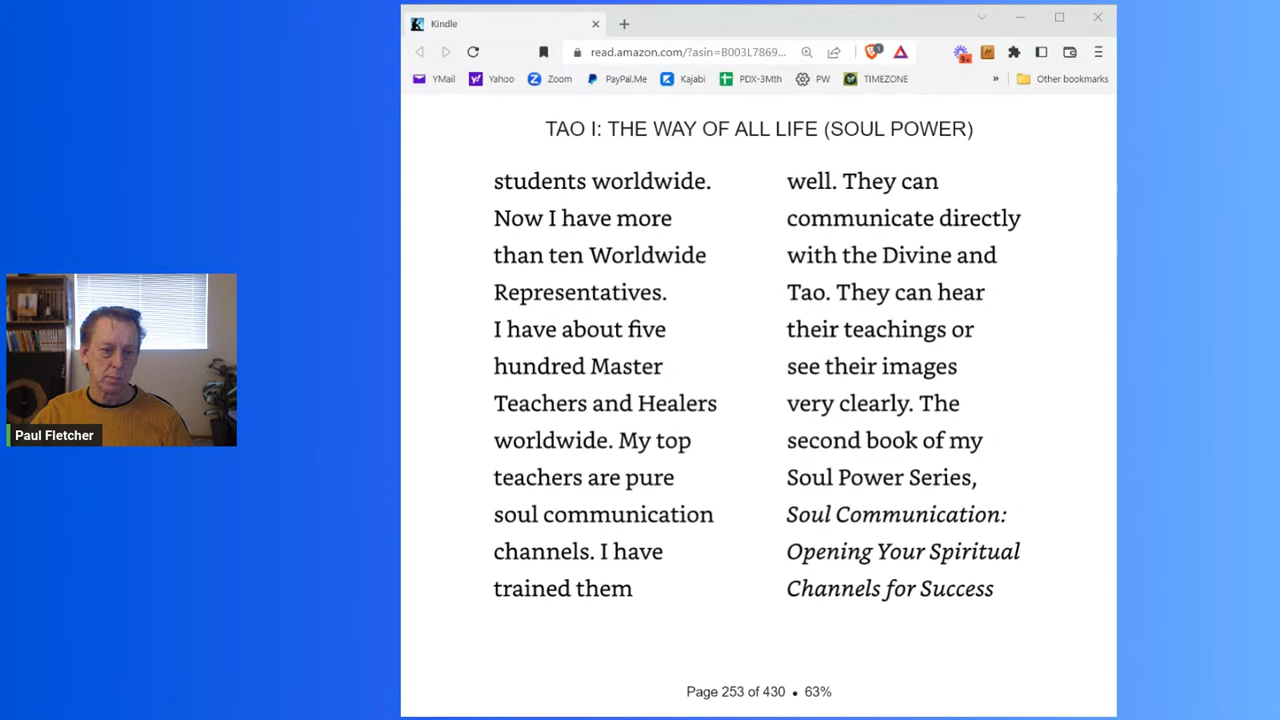 Kindle
read.amazon.com/?asin=B003L7869...
YMail
Yahoo
Zoom
PayPal.Me
Kajabi
PDX-3Mth
PW
TIMEZONE
»
Other bookmarks
TAO I: THE WAY OF ALL LIFE (SOUL POWER)
students worldwide.
Now I have more
than ten Worldwide
Representatives.
I have about five
hundred Master
Teachers and Healers
worldwide. My top
teachers are pure
soul communication
channels. I have
trained them
well. They can
communicate directly
with the Divine and
Tao. They can hear
their teachings or
see their images
very clearly. The
second book of my
Soul Power Series,
Soul Communication:
Opening Your Spiritual
Channels for Success
Page 253 of 430 • 63%
Paul Fletcher